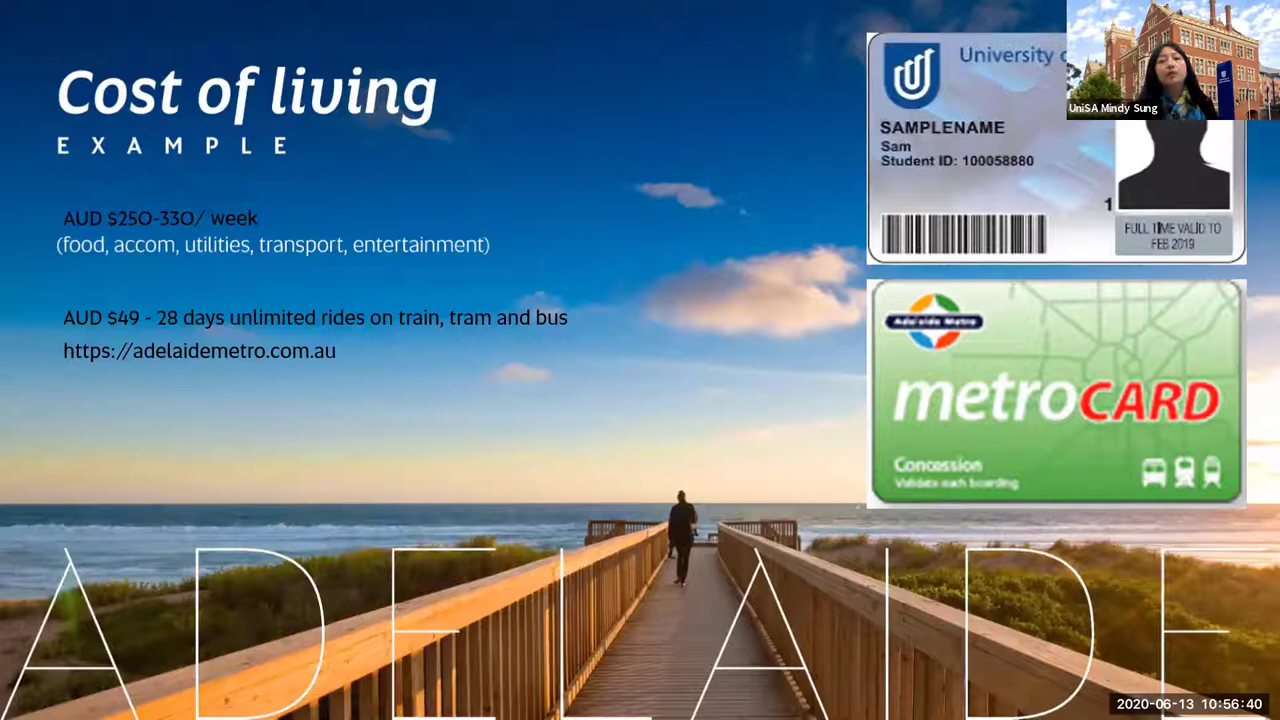 Cost of living
EXAMPLE
AUD $250-330/ week
(food, accom, utilities, transport, entertainment)
AUD $49 - 28 days unlimited rides on train, tram and bus
https://adelaidemetro.com.au
University
SAMPLENAME
Sam
Student ID: 100058880
1
FULL TIME VALID TO
FEB 2019
UniSA Mindy Sung
Adelaide Metro
metroCARD
Concession
Validate each boarding
ADELAIDE
2020-06-13 10:56:40